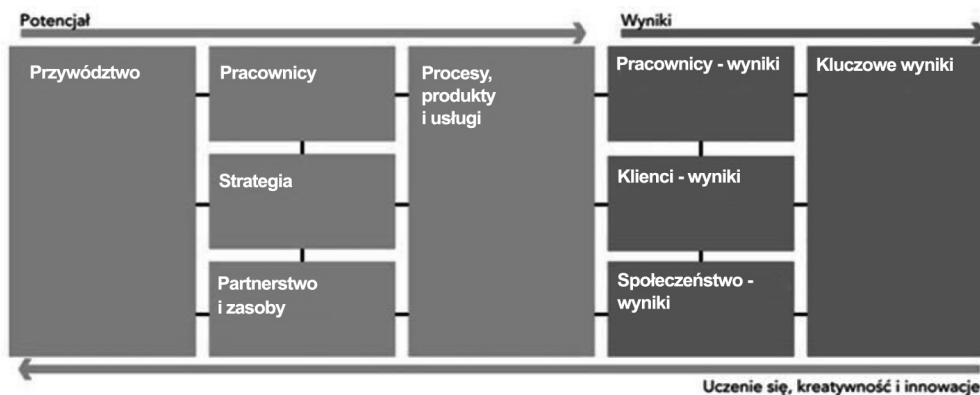 Potencjał
Wyniki
Przywództwo
Pracownicy
Procesy,
produkty
i usługi
Pracownicy - wyniki
Kluczowe wyniki
Strategia
Klienci - wyniki
Partnerstwo
i zasoby
Społeczeństwo -
wyniki
Uczenie się, kreatywność i innowacje